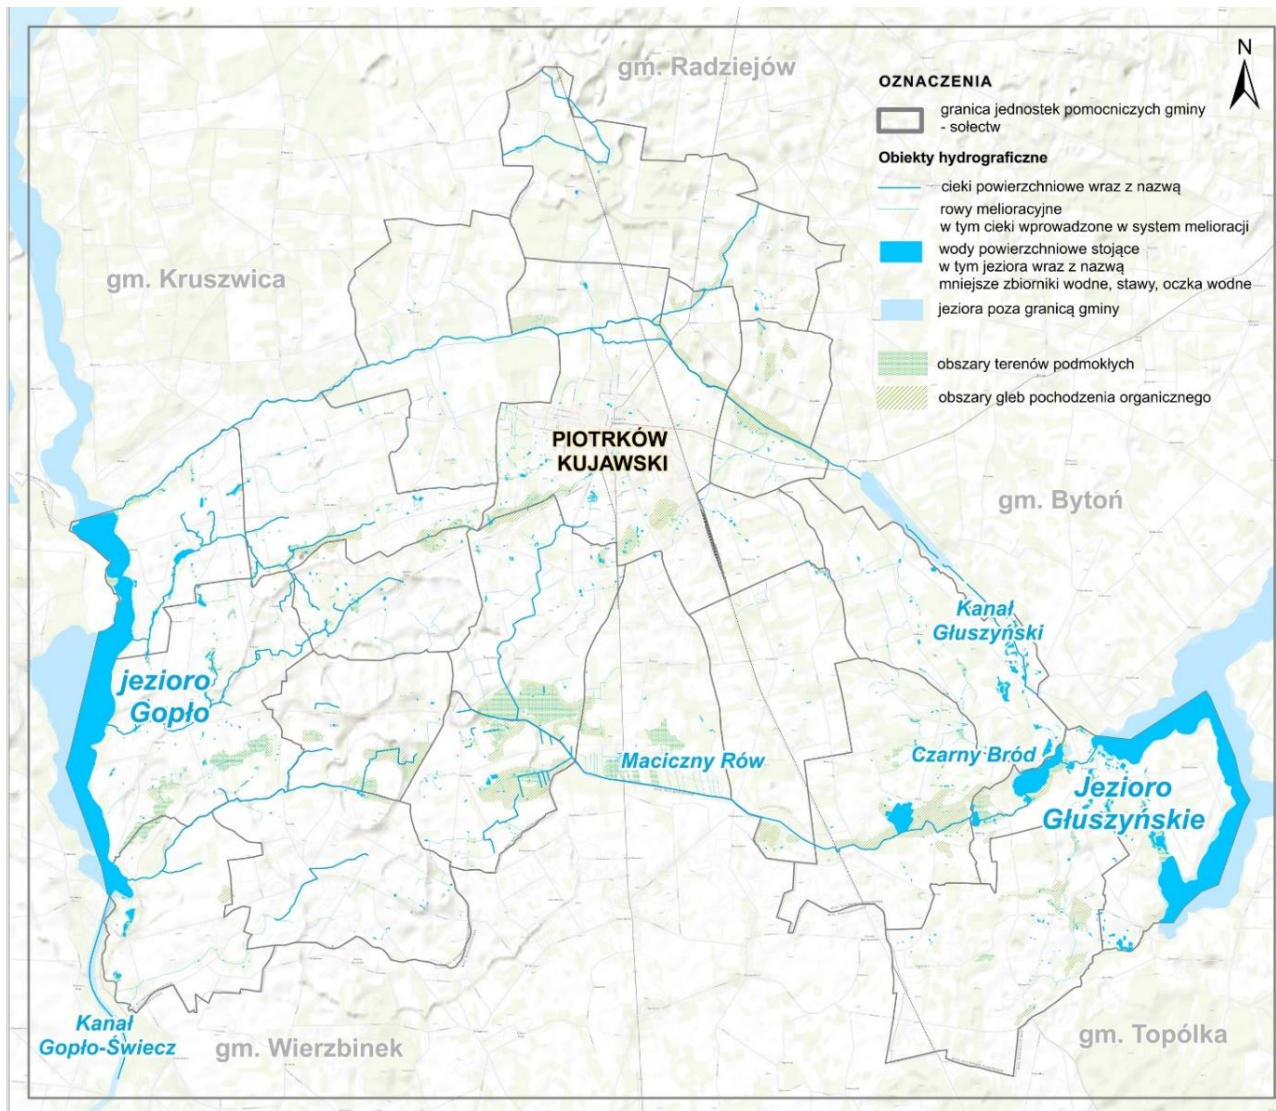 gm. Radziejów
N
OZNACZENIA
granica jednostek pomocniczych gminy
- sołectw
Obiekty hydrograficzne
cieki powierzchniowe wraz z nazwą
rowy melioracyjne
w tym cieki wprowadzone w system melioracji
wody powierzchniowe stojące
w tym jeziora wraz z nazwą
mniejsze zbiorniki wodne, stawy, oczka wodne
jeziora poza granicą gminy
obszary terenów podmokłych
obszary gleb pochodzenia organicznego
gm. Kruszwica
PIOTRKÓW
KUJAWSKI
gm. Bytoń
Kanał
Głuszyński
jezioro
Gopło
Maciczny Rów
Czarny Bród
Jezioro
Głuszyńskie
Kanał
Gopło-Świecz
gm. Wierzbinek
gm. Topólka